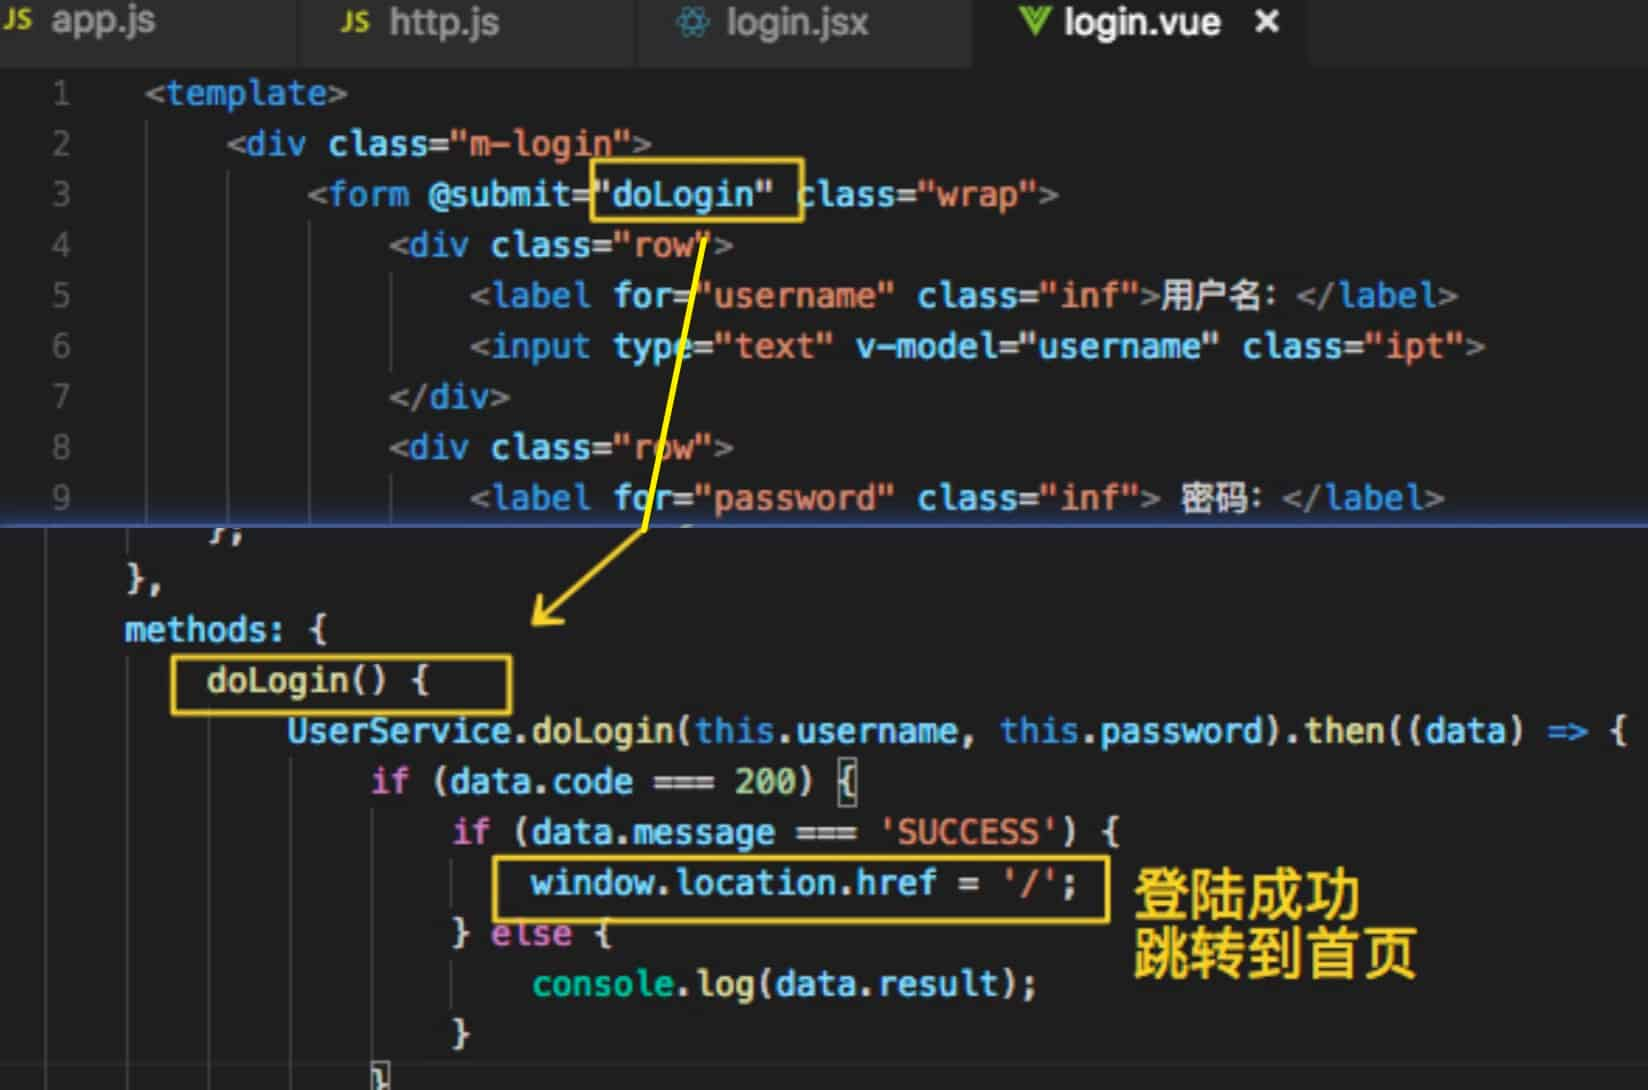 JS app.js JS http.js login.jsx login.vue ×
1 <template>
2 <div class="m-login">
3 <form @submit="doLogin" class="wrap">
4 <div class="row">
5 <label for="username" class="inf">用户名：</label>
6 <input type="text" v-model="username" class="ipt">
7 </div>
8 <div class="row">
9 <label for="password" class="inf"> 密码：</label>
};
},
methods: {
doLogin() {
UserService.doLogin(this.username, this.password).then((data) => {
if (data.code === 200) {
if (data.message === 'SUCCESS') {
window.location.href = '/';
} else {
console.log(data.result);
}
}
登陆成功
跳转到首页